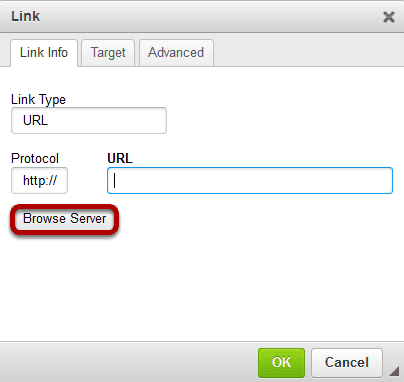 Link
Link Info Target Advanced
Link Type
URL
Protocol URL
http://
Browse Server
OK Cancel